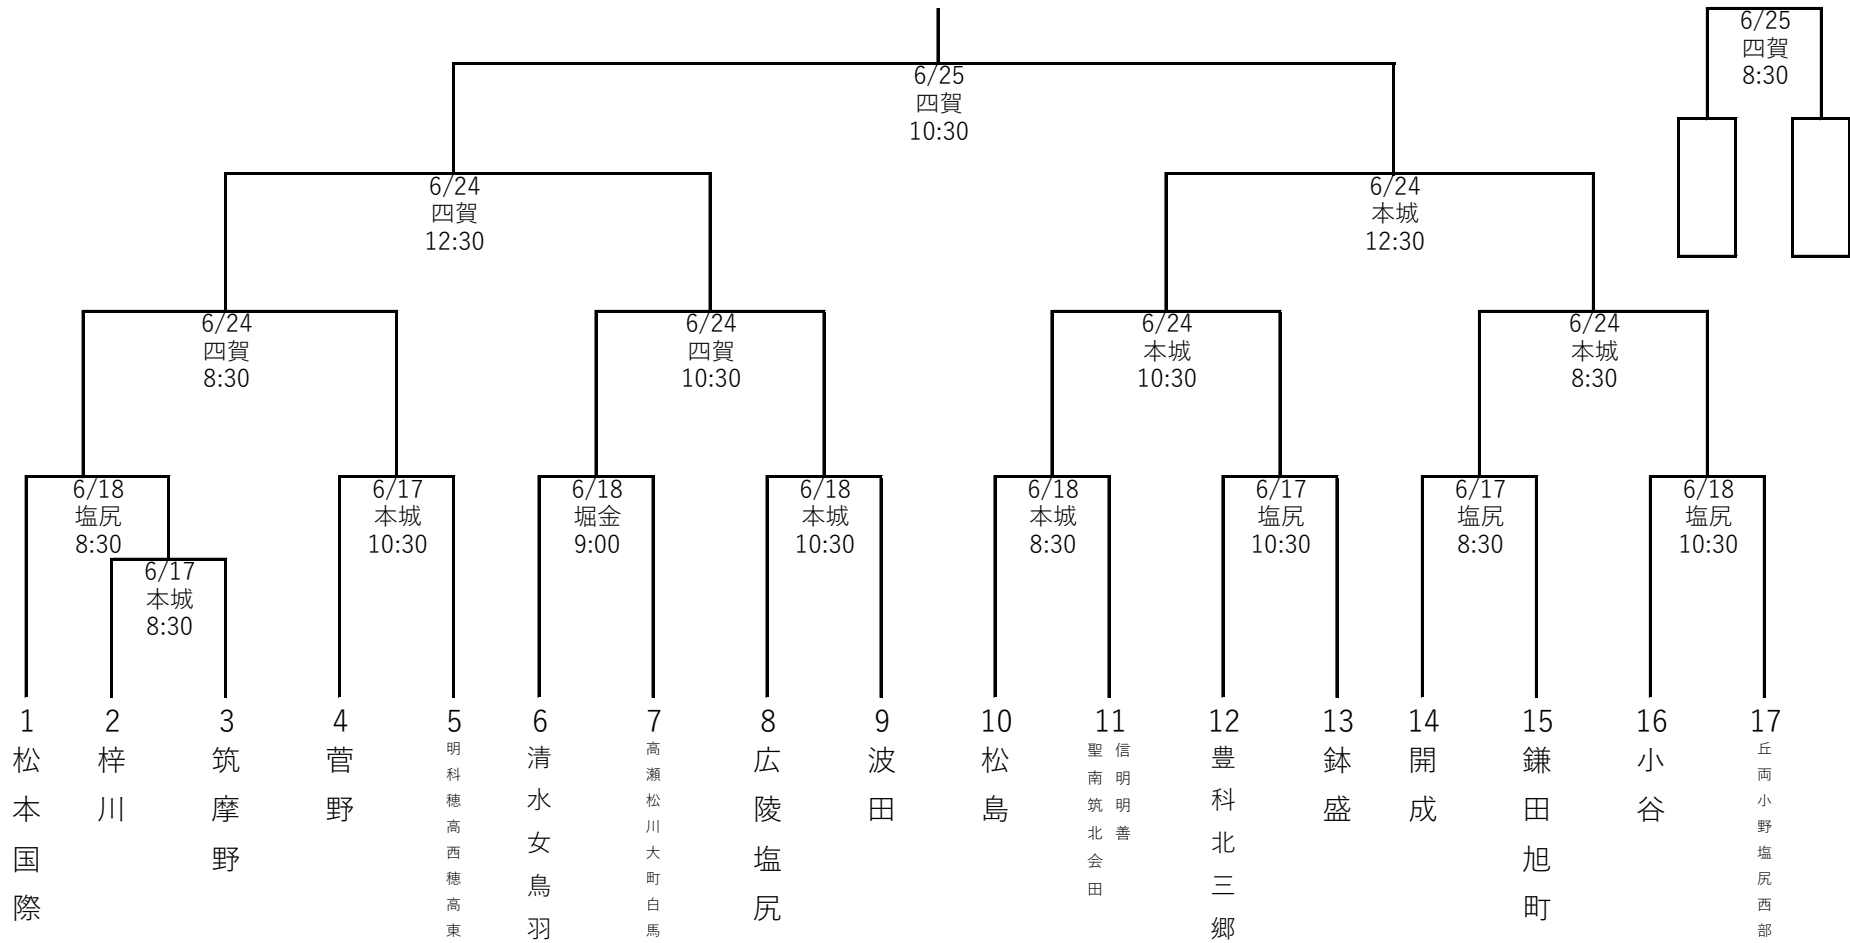 6/25
四賀
8:30
6/25
四賀
10:30
6/24
四賀
12:30
6/24
本城
12:30
6/24
四賀
8:30
6/24
四賀
10:30
6/24
本城
10:30
6/24
本城
8:30
6/18
塩尻
8:30
6/17
本城
10:30
6/18
堀金
9:00
6/18
本城
10:30
6/18
本城
8:30
6/17
塩尻
10:30
6/17
塩尻
8:30
6/18
塩尻
10:30
6/17
本城
8:30
1
松本国際
2
梓川
3
筑摩野
4
菅野
5
明科穂高西穂高東
6
清水女鳥羽
7
高瀬松川大町白馬
8
広陵塩尻
9
波田
10
松島
11
信明明善
聖南筑北会田
12
豊科北三郷
13
鉢盛
14
開成
15
鎌田旭町
16
小谷
17
丘両小野塩尻西部